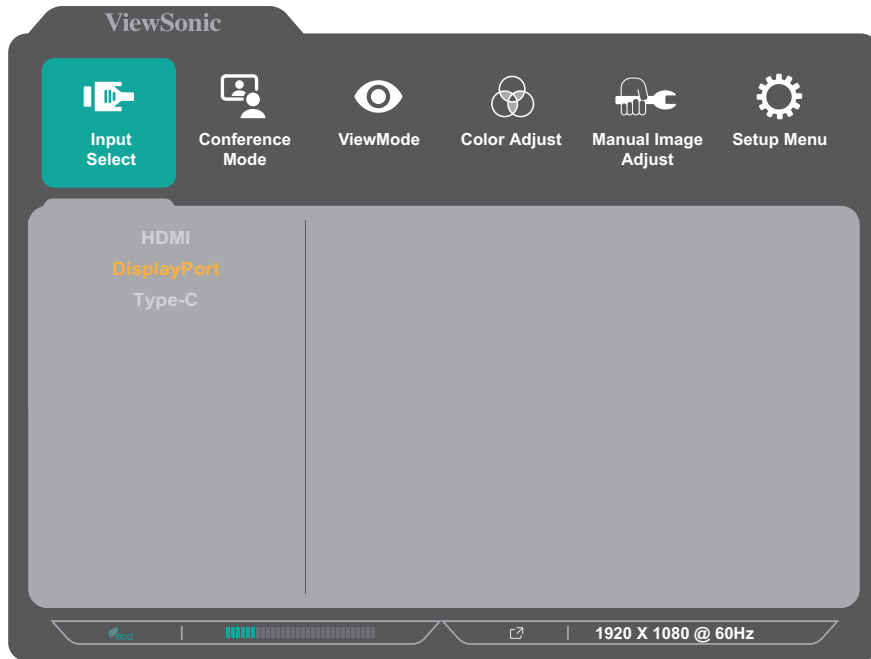 ViewSonic
Input
Select
Conference
Mode
ViewMode
Color Adjust
Manual Image
Adjust
Setup Menu
HDMI
DisplayPort
Type-C
eco
1920 X 1080 @ 60Hz